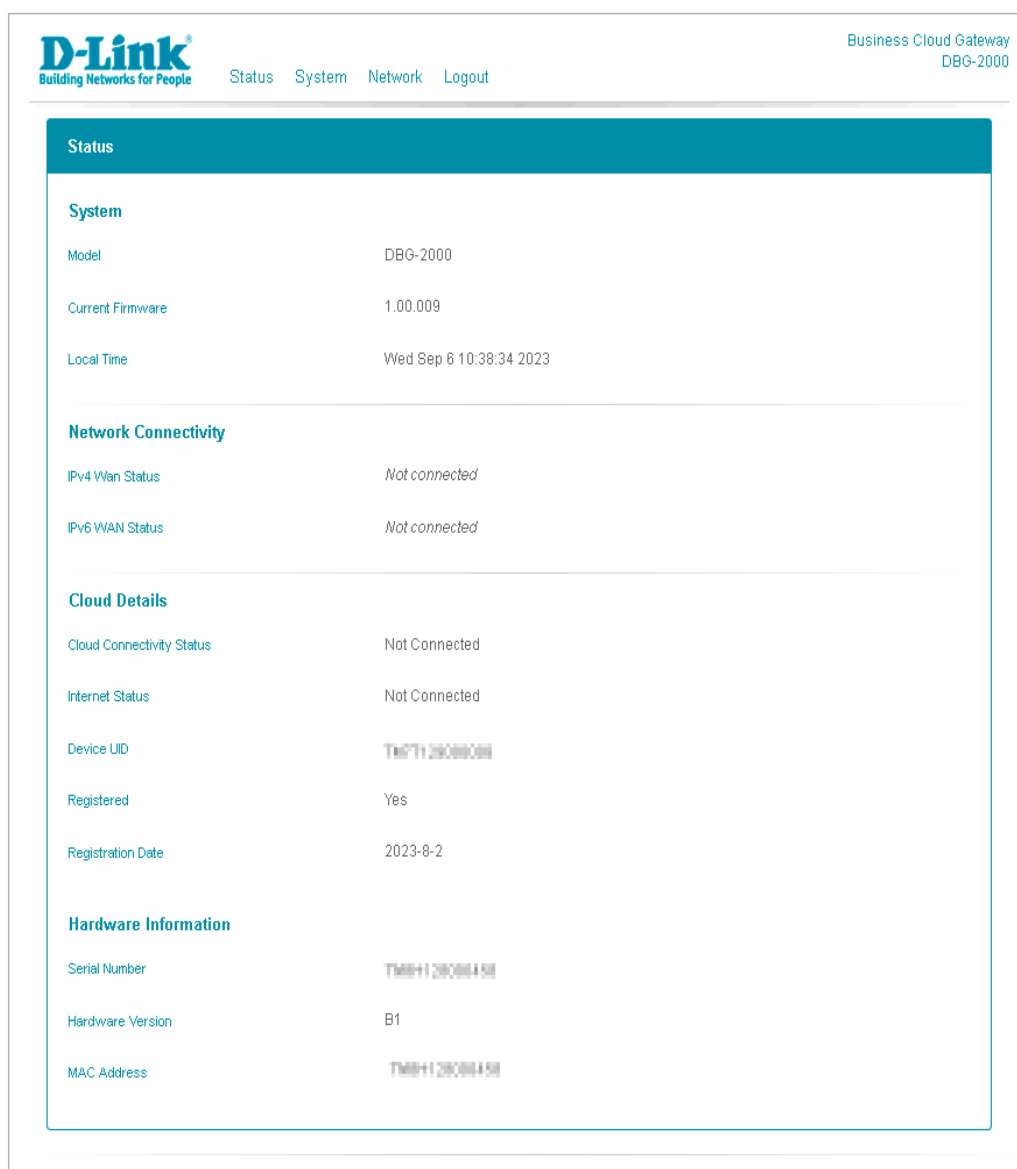 D-Link®
Building Networks for People
Status System Network Logout
Business Cloud Gateway
DBG-2000
Status
System
Model DBG-2000
Current Firmware 1.00.009
Local Time Wed Sep 6 10:38:34 2023
Network Connectivity
IPv4 Wan Status Not connected
IPv6 WAN Status Not connected
Cloud Details
Cloud Connectivity Status Not Connected
Internet Status Not Connected
Device UID
Registered Yes
Registration Date 2023-8-2
Hardware Information
Serial Number
Hardware Version B1
MAC Address